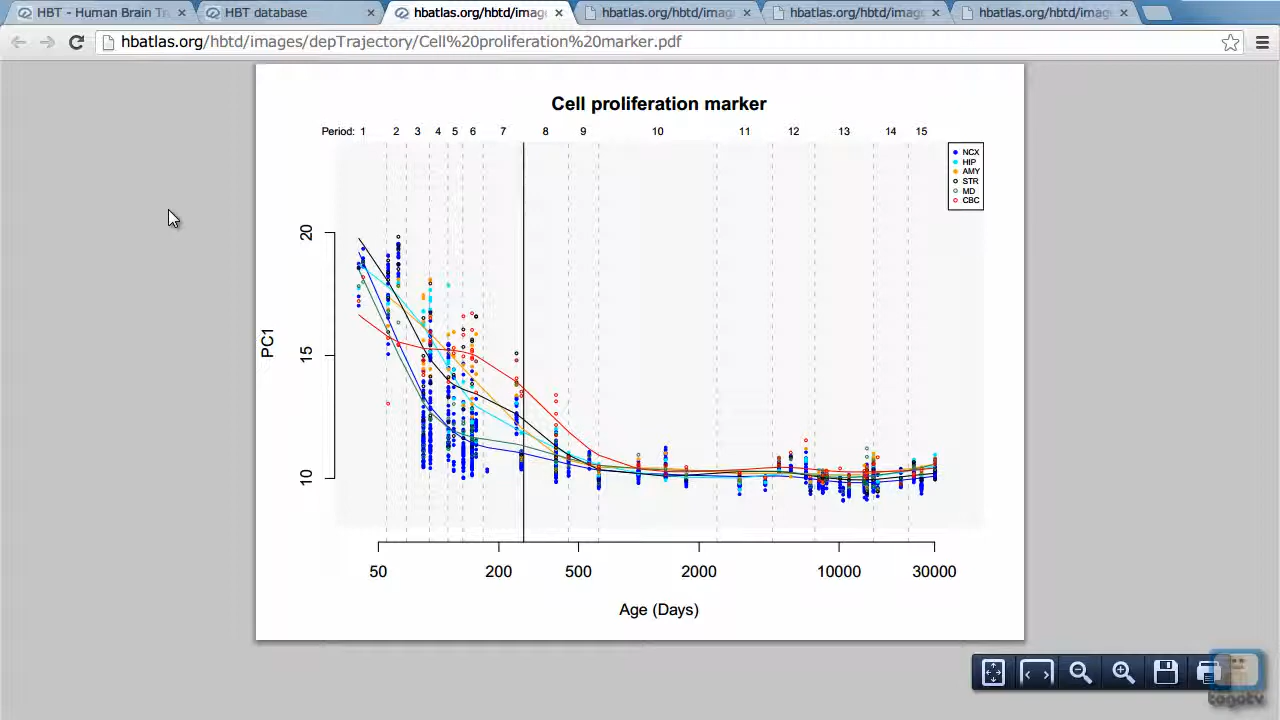 HBT - Human Brain Tr
HBT database
hbatlas.org/hbtd/imag
hbatlas.org/hbtd/imag
hbatlas.org/hbtd/imag
hbatlas.org/hbtd/imag
hbatlas.org/hbtd/images/depTrajectory/Cell%20proliferation%20marker.pdf
Cell proliferation marker
Period: 1 2 3 4 5 6 7 8 9 10 11 12 13 14 15
NCX
HIP
AMY
STR
MD
CBC
20
15
10
PC1
50 200 500 2000 10000 30000
Age (Days)
togotv